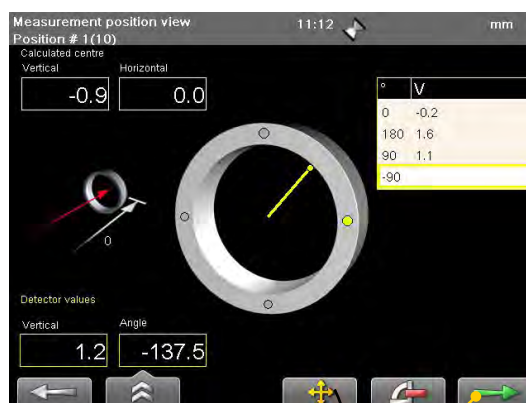 Measurement position view 11:12 mm
Position # 1(10)
Calculated centre
Vertical Horizontal
-0.9 0.0
° V
0 -0.2
180 1.6
90 1.1
-90
0
Detector values
Vertical Angle
1.2 -137.5